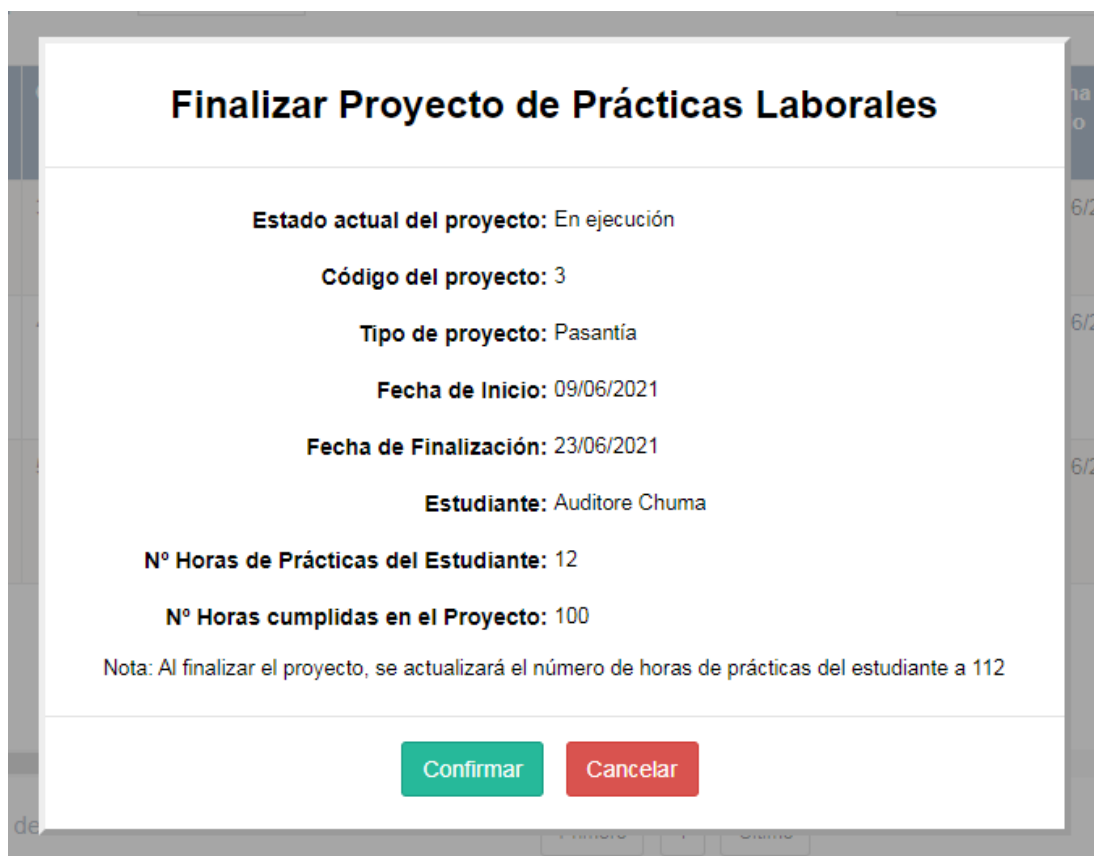 Finalizar Proyecto de Prácticas Laborales
Estado actual del proyecto: En ejecución
Código del proyecto: 3
Tipo de proyecto: Pasantía
Fecha de Inicio: 09/06/2021
Fecha de Finalización: 23/06/2021
Estudiante: Auditore Chuma
Nº Horas de Prácticas del Estudiante: 12
Nº Horas cumplidas en el Proyecto: 100
Nota: Al finalizar el proyecto, se actualizará el número de horas de prácticas del estudiante a 112
Confirmar Cancelar
de